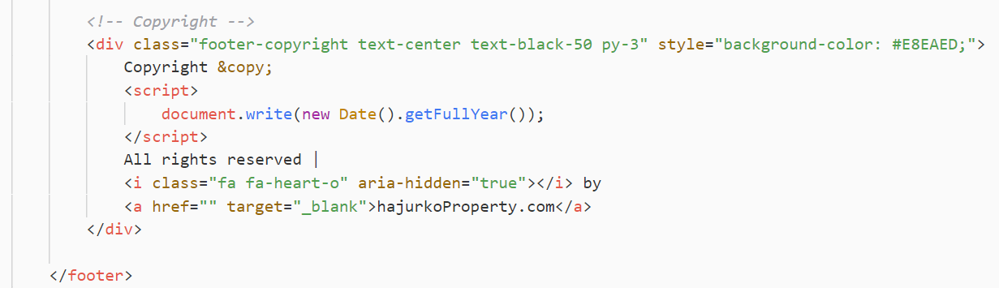 <!-- Copyright -->
<div class="footer-copyright text-center text-black-50 py-3" style="background-color: #E8EAED;">
Copyright &copy;
<script>
document.write(new Date().getFullYear());
</script>
All rights reserved |
<i class="fa fa-heart-o" aria-hidden="true"></i> by
<a href="" target="_blank">hajurkoProperty.com</a>
</div>
</footer>